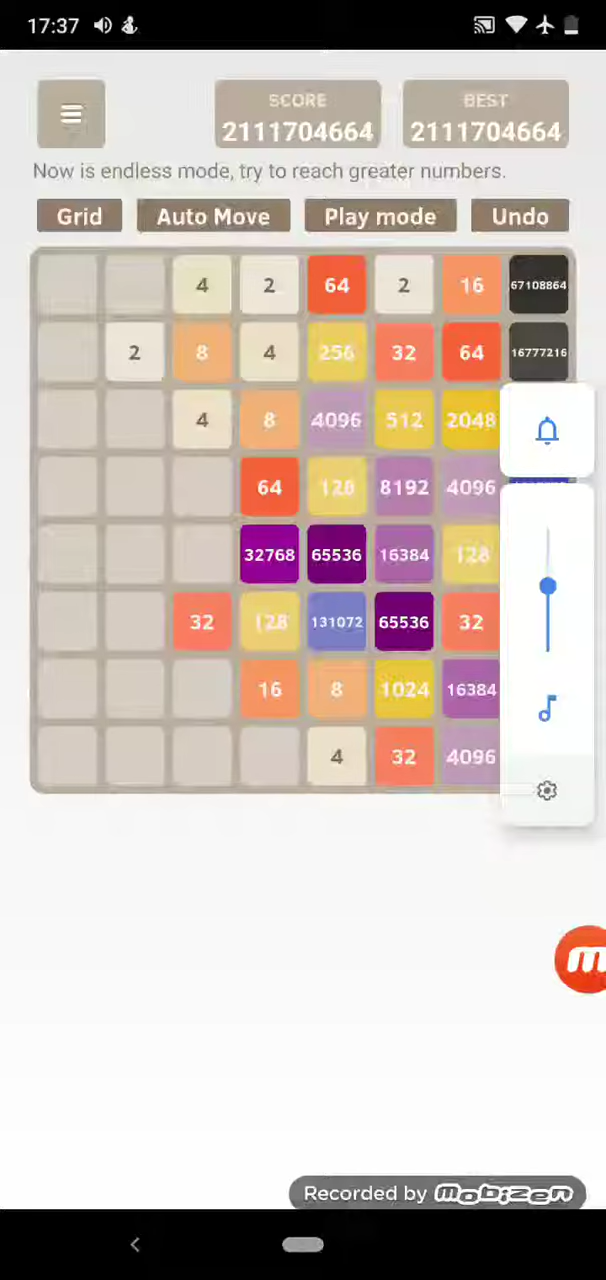 17:37
SCORE BEST
2111704664 2111704664
Now is endless mode, try to reach greater numbers.
Grid Auto Move Play mode Undo
4 2 64 2 16 67108864
2 8 4 256 32 64 16777216
4 8 4096 512 2048
64 128 8192 4096
32768 65536 16384 128
32 128 131072 65536 32
16 8 1024 16384
4 32 4096
m
Recorded by mobizen